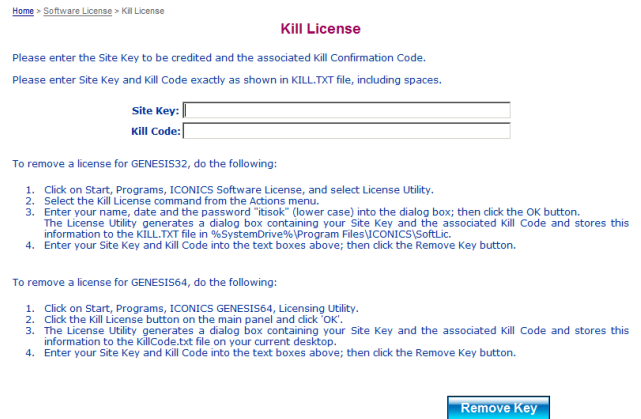 Home > Software License > Kill License
Kill License
Please enter the Site Key to be credited and the associated Kill Confirmation Code.
Please enter Site Key and Kill Code exactly as shown in KILL.TXT file, including spaces.
Site Key:
Kill Code:
To remove a license for GENESIS32, do the following:
1. Click on Start, Programs, ICONICS Software License, and select License Utility.
2. Select the Kill License command from the Actions menu.
3. Enter your name, date and the password "itisok" (lower case) into the dialog box; then click the OK button.
The License Utility generates a dialog box containing your Site Key and the associated Kill Code and stores this
information to the KILL.TXT file in %SystemDrive%\Program Files\ICONICS\SoftLic.
4. Enter your Site Key and Kill Code into the text boxes above; then click the Remove Key button.
To remove a license for GENESIS64, do the following:
1. Click on Start, Programs, ICONICS GENESIS64, Licensing Utility.
2. Click the Kill License button on the main panel and click 'OK'.
3. The License Utility generates a dialog box containing your Site Key and the associated Kill Code and stores this
information to the KillCode.txt file on your current desktop.
4. Enter your Site Key and Kill Code into the text boxes above; then click the Remove Key button.
Remove Key